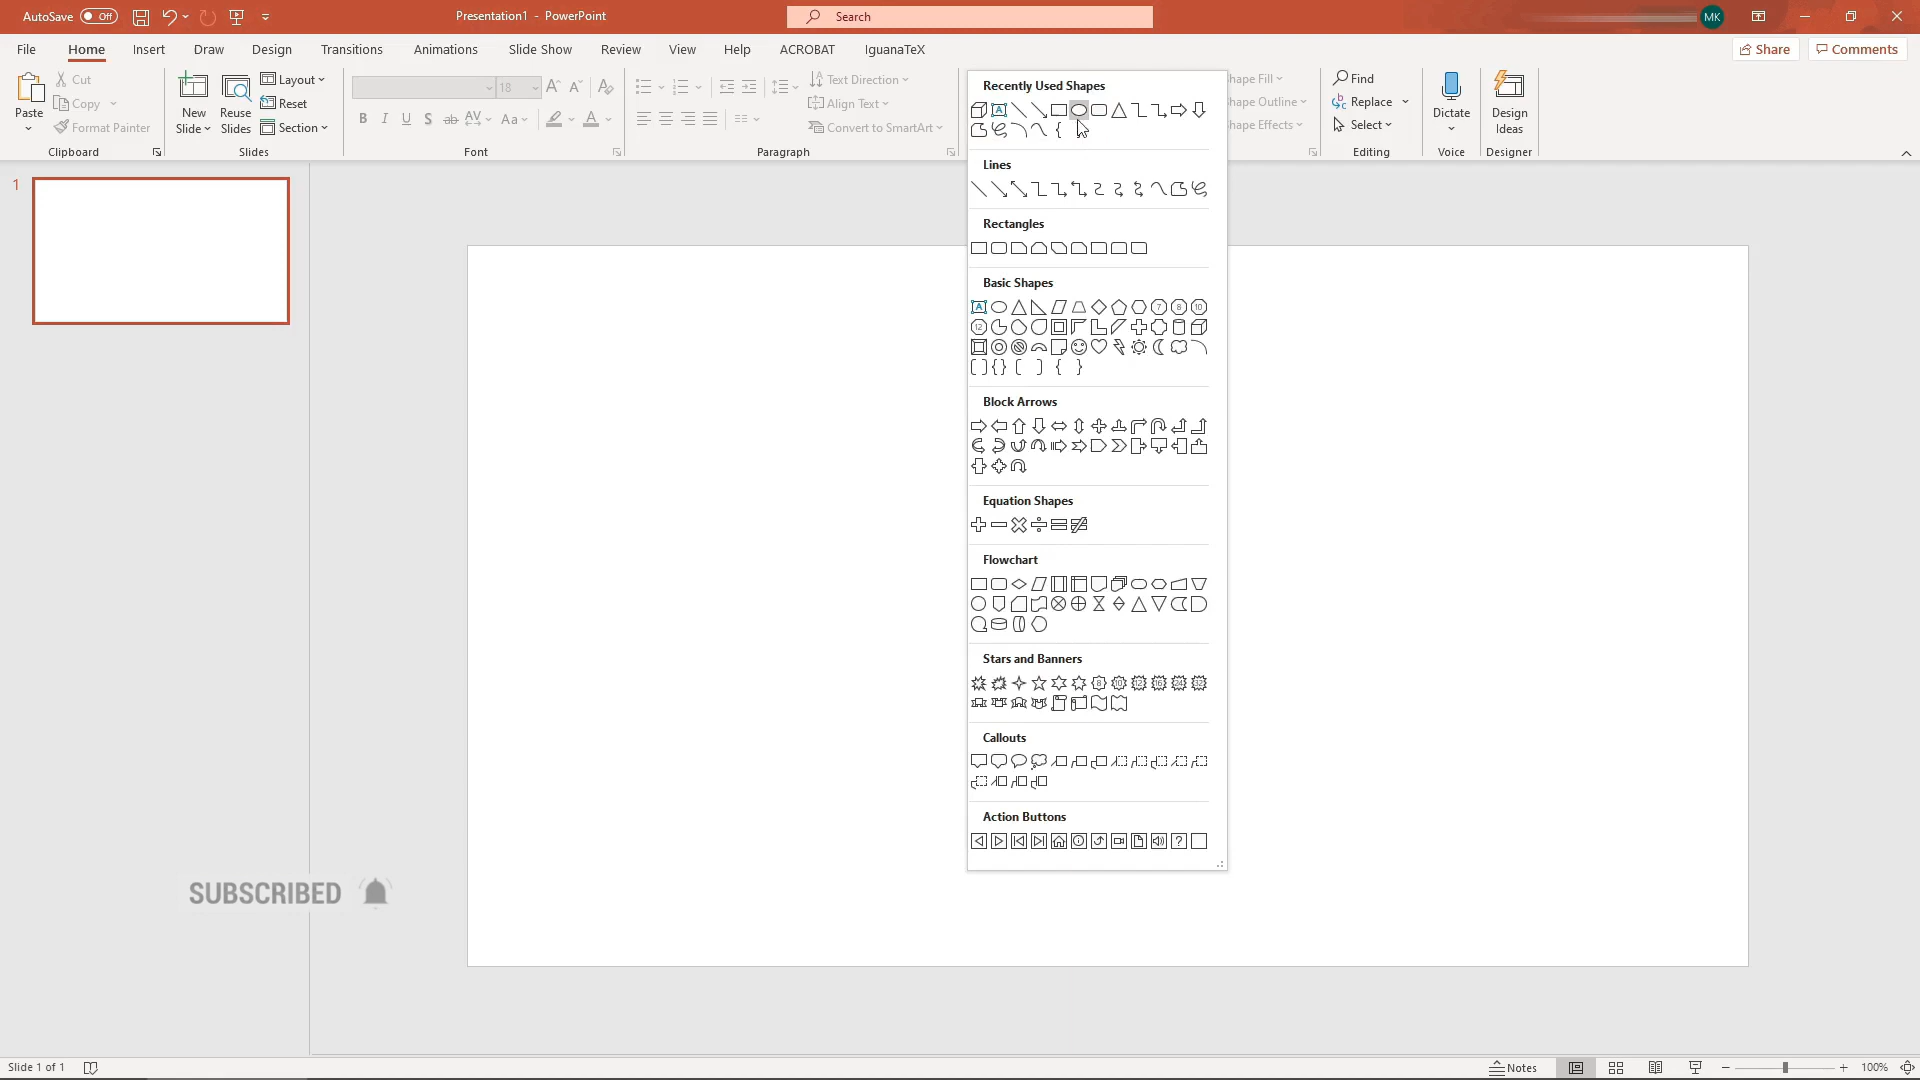 AutoSave Off
Presentation1 - PowerPoint
Search
MK
File Home Insert Draw Design Transitions Animations Slide Show Review View Help ACROBAT IguanaTeX
Share Comments
Paste
Cut
Copy
Format Painter
Clipboard
New Slide
Reuse Slides
Layout
Reset
Section
Slides
18
B I U S ab AV Aa A
Font
Text Direction
Align Text
Convert to SmartArt
Paragraph
hape Fill
hape Outline
hape Effects
Find
Replace
Select
Editing
Dictate
Voice
Design Ideas
Designer
Recently Used Shapes
Lines
Rectangles
Basic Shapes
Block Arrows
Equation Shapes
Flowchart
Stars and Banners
Callouts
Action Buttons
1
SUBSCRIBED
Slide 1 of 1
Notes
100%